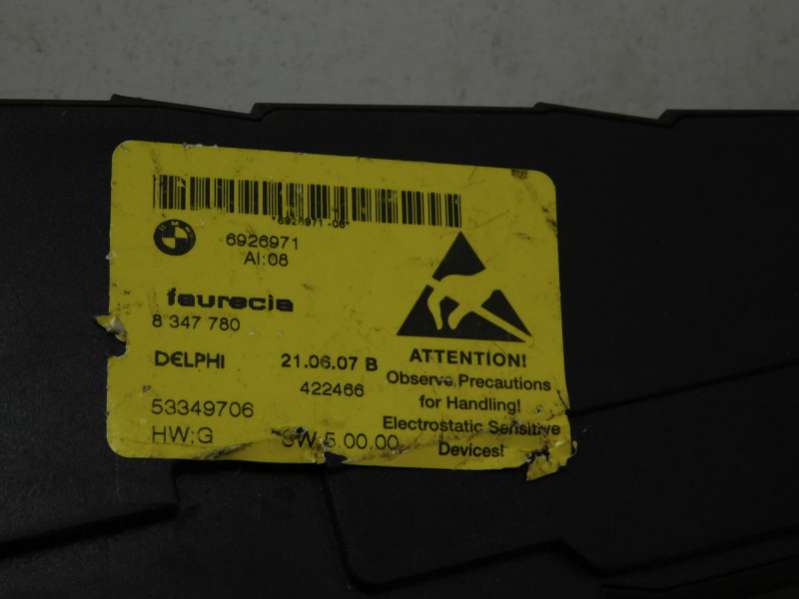 *6926971-08*
BMW
6926971
AI:08
faurecia
8 347 780
DELPHI 21.06.07 B
422466
53349706
HW:G SW:5.00.00
ATTENTION!
Observe Precautions
for Handling!
Electrostatic Sensitive
Devices!